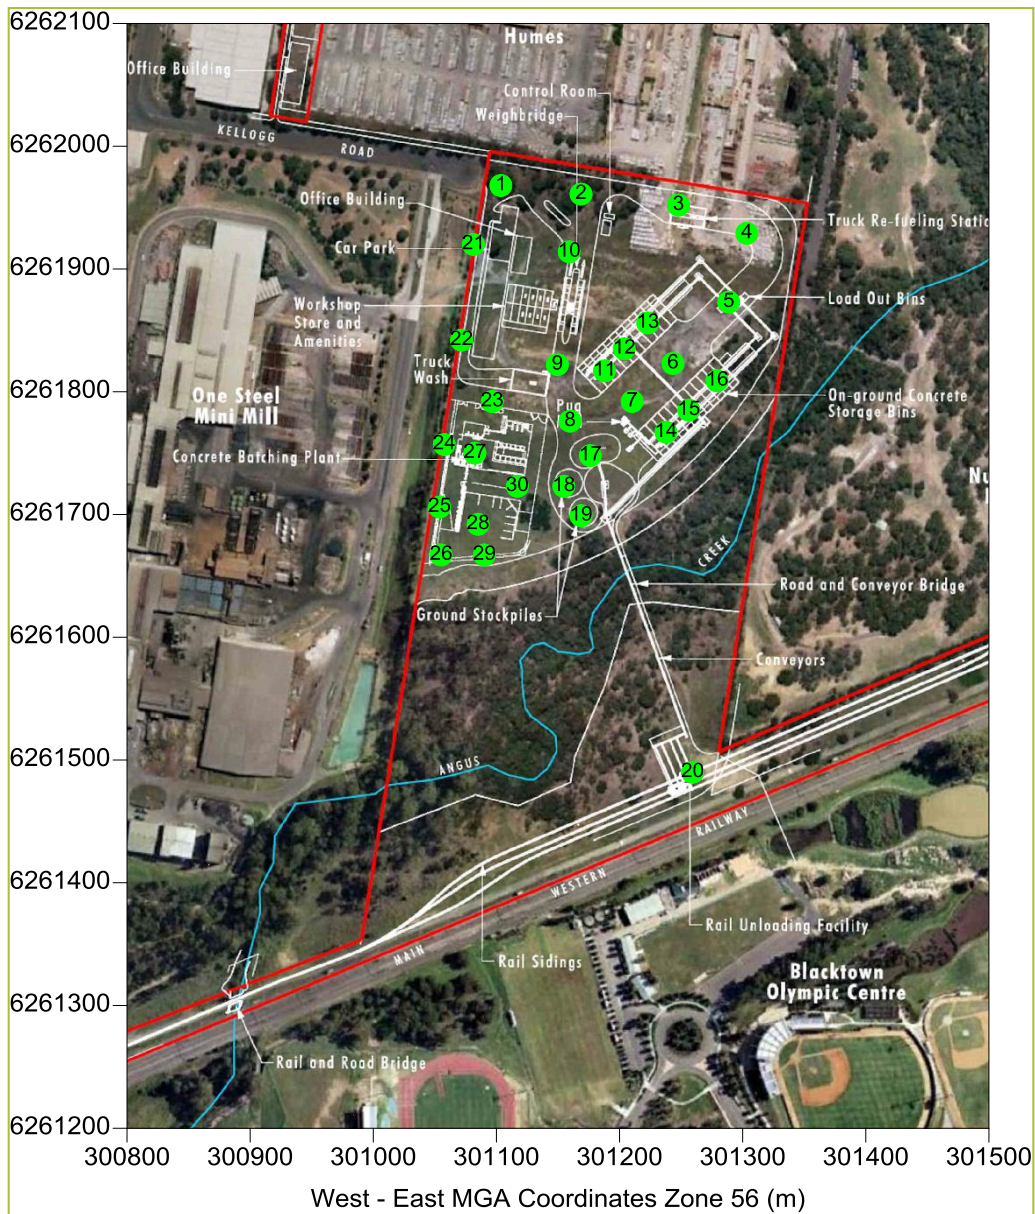 6262100
6262000
6261900
6261800
6261700
6261600
6261500
6261400
6261300
6261200
Humes
Office Building
Control Room
Weighbridge
KELLOGG ROAD
Office Building
Car Park
Workshop
Store and
Amenities
Truck
Wash
Truck Re-fueling Static
Load Out Bins
On-ground Concrete
Storage Bins
One Steel
Mini Mill
Pug
Concrete Batching Plant
Nu
CREEK
Road and Conveyor Bridge
Ground Stockpiles
Conveyors
ANGUS
RAILWAY
WESTERN
MAIN
Rail Unloading Facility
Rail Sidings
Blacktown
Olympic Centre
Rail and Road Bridge
1
2
3
4
5
6
7
8
9
10
11
12
13
14
15
16
17
18
19
20
21
22
23
24
25
26
27
28
29
30
300800 300900 301000 301100 301200 301300 301400 301500
West - East MGA Coordinates Zone 56 (m)